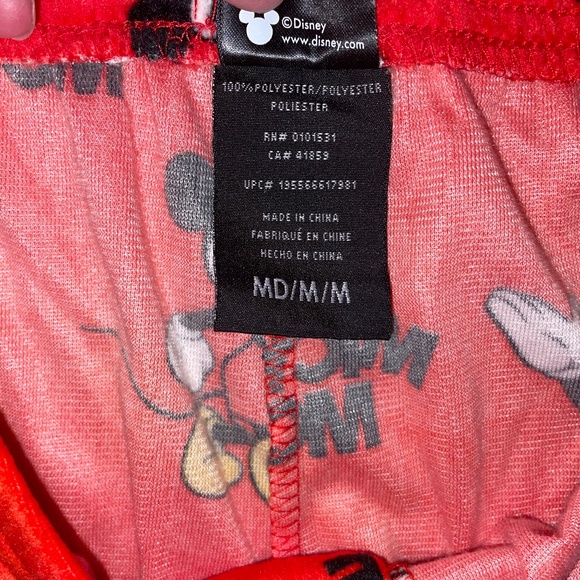 ©Disney
www.disney.com
100%POLYESTER/POLYESTER
POLIESTER
RN# 0101531
CA# 41859
UPC# 195566617981
MADE IN CHINA
FABRIQUÉ EN CHINE
HECHO EN CHINA
MD/M/M